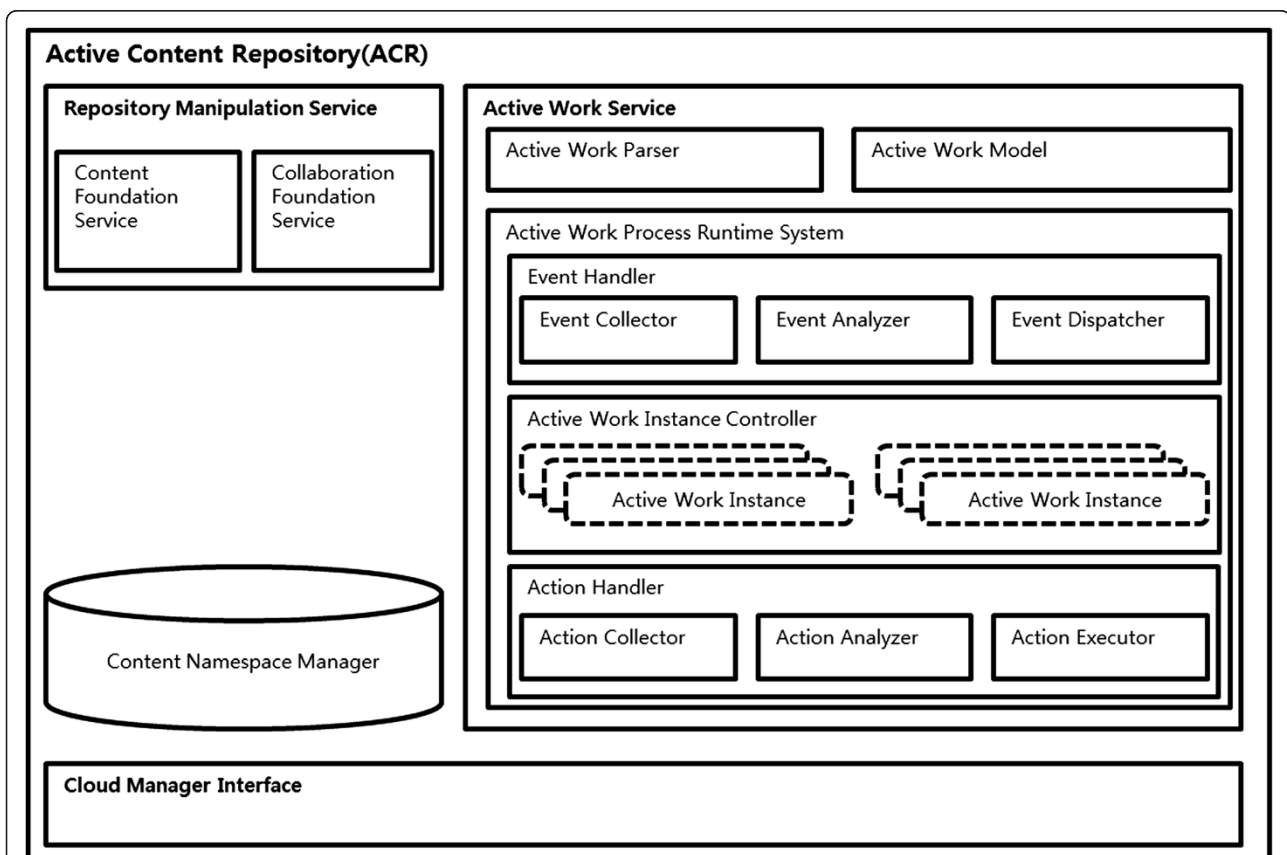 Active Content Repository(ACR)
Repository Manipulation Service
Content
Foundation
Service
Collaboration
Foundation
Service
Content Namespace Manager
Active Work Service
Active Work Parser
Active Work Model
Active Work Process Runtime System
Event Handler
Event Collector
Event Analyzer
Event Dispatcher
Active Work Instance Controller
Active Work Instance
Active Work Instance
Action Handler
Action Collector
Action Analyzer
Action Executor
Cloud Manager Interface